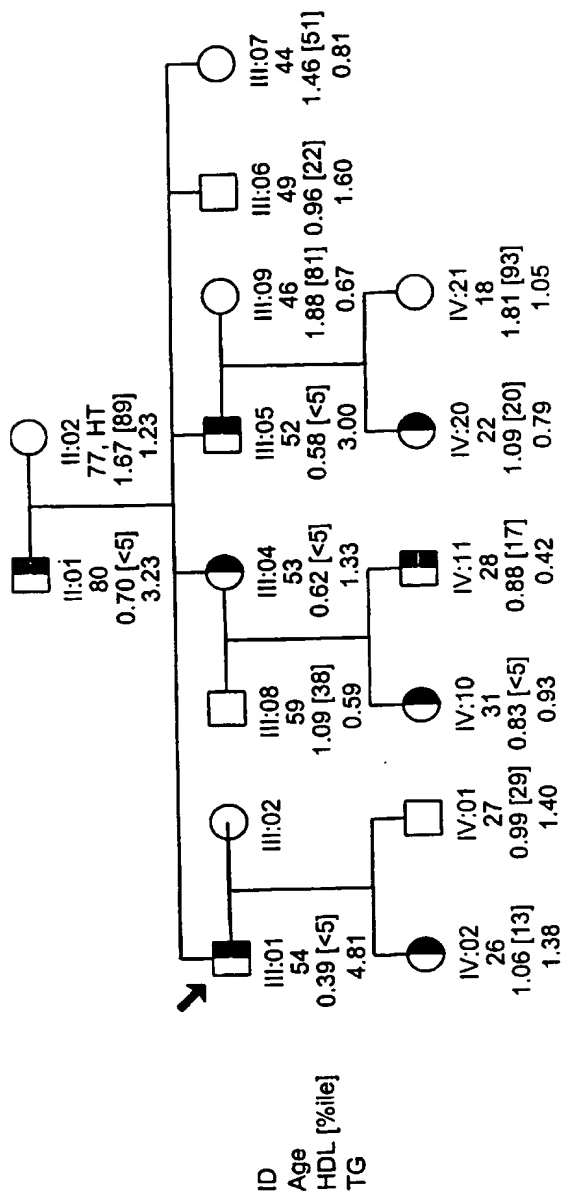 ID
Age
HDL [%ile]
TG
II:01
80
0.70 [<5]
3.23
II:02
77, HT
1.67 [89]
1.23
III:01
54
0.39 [<5]
4.81
III:02
III:08
59
1.09 [38]
0.59
III:04
53
0.62 [<5]
1.33
III:05
52
0.58 [<5]
3.00
III:09
46
1.88 [81]
0.67
III:06
49
0.96 [22]
1.60
III:07
44
1.46 [51]
0.81
IV:02
26
1.06 [13]
1.38
IV:01
27
0.99 [29]
1.40
IV:10
31
0.83 [<5]
0.93
IV:11
28
0.88 [17]
0.42
IV:20
22
1.09 [20]
0.79
IV:21
18
1.81 [93]
1.05